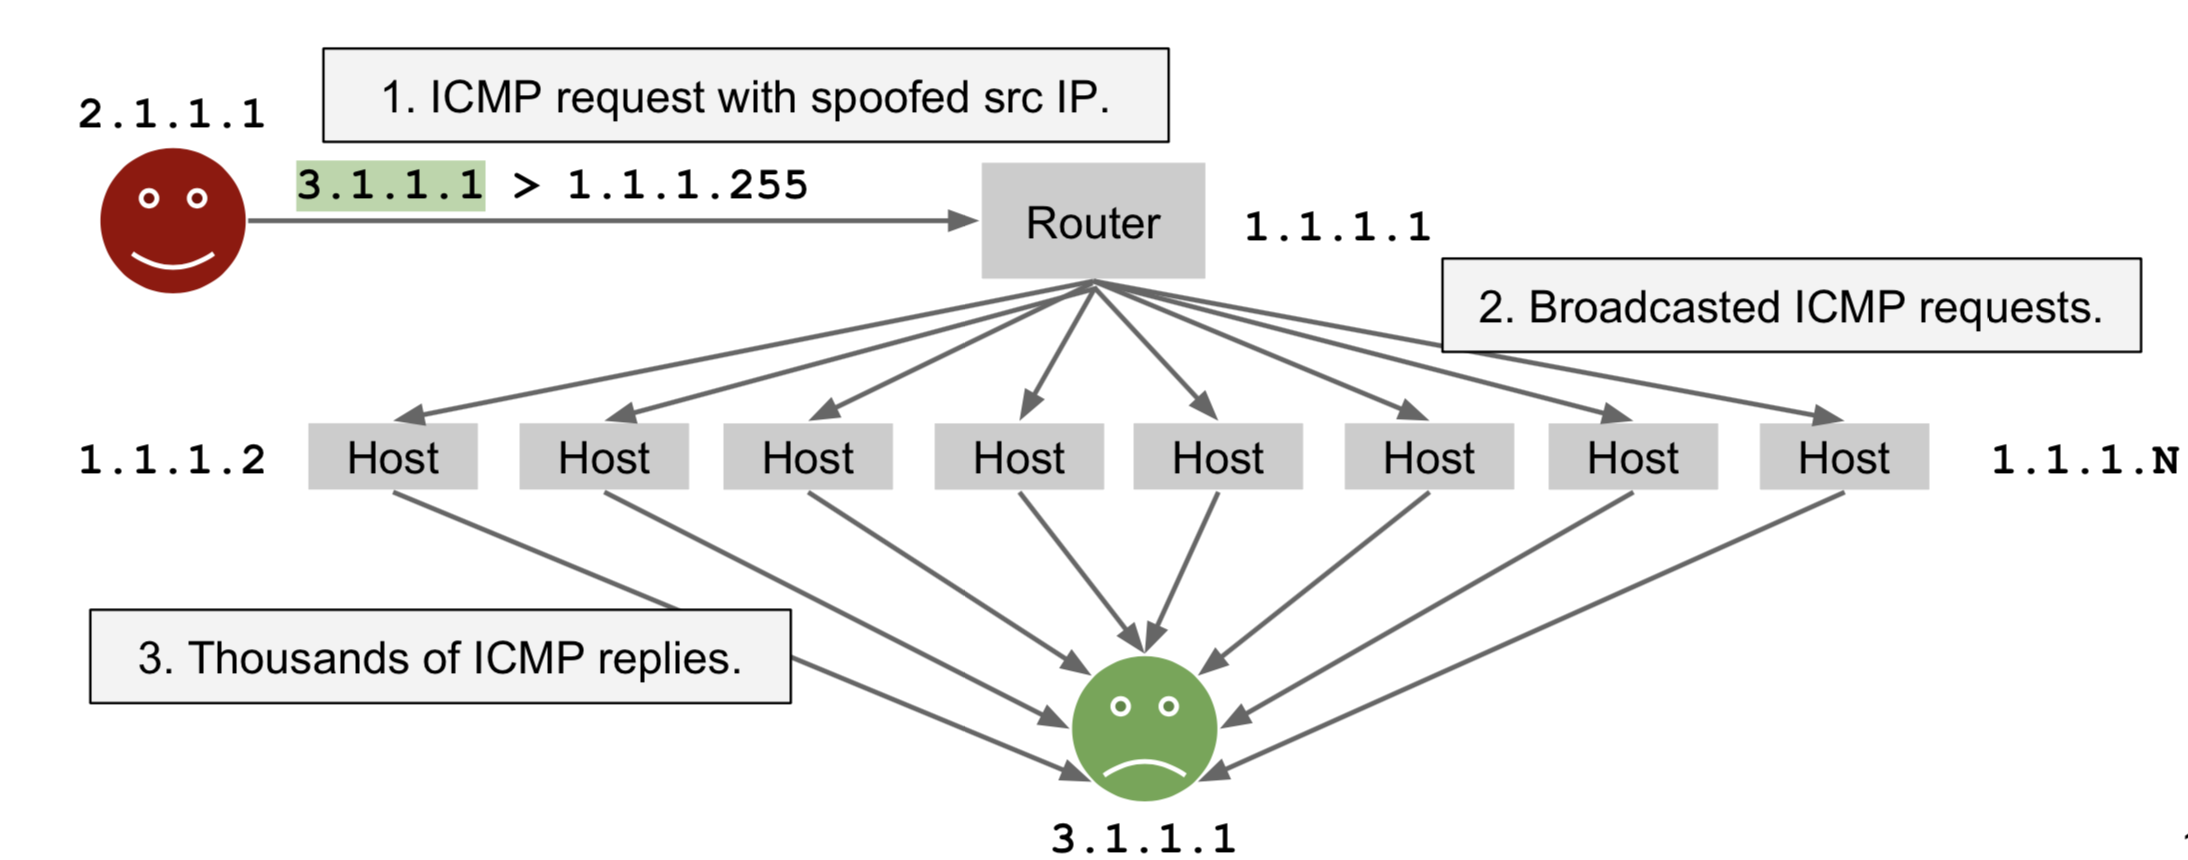 1. ICMP request with spoofed src IP.
2.1.1.1
3.1.1.1 > 1.1.1.255
Router
1.1.1.1
2. Broadcasted ICMP requests.
1.1.1.2
Host
Host
Host
Host
Host
Host
Host
Host
1.1.1.N
3. Thousands of ICMP replies.
3.1.1.1